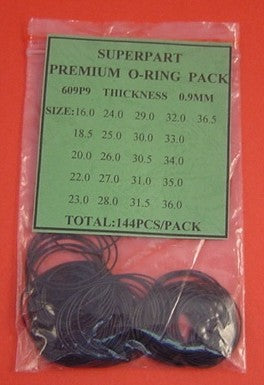 SUPERPART
PREMIUM O-RING PACK
609P9 THICKNESS 0.9MM
SIZE:16.0 24.0 29.0 32.0 36.5
18.5 25.0 30.0 33.0
20.0 26.0 30.5 34.0
22.0 27.0 31.0 35.0
23.0 28.0 31.5 36.0
TOTAL:144PCS/PACK